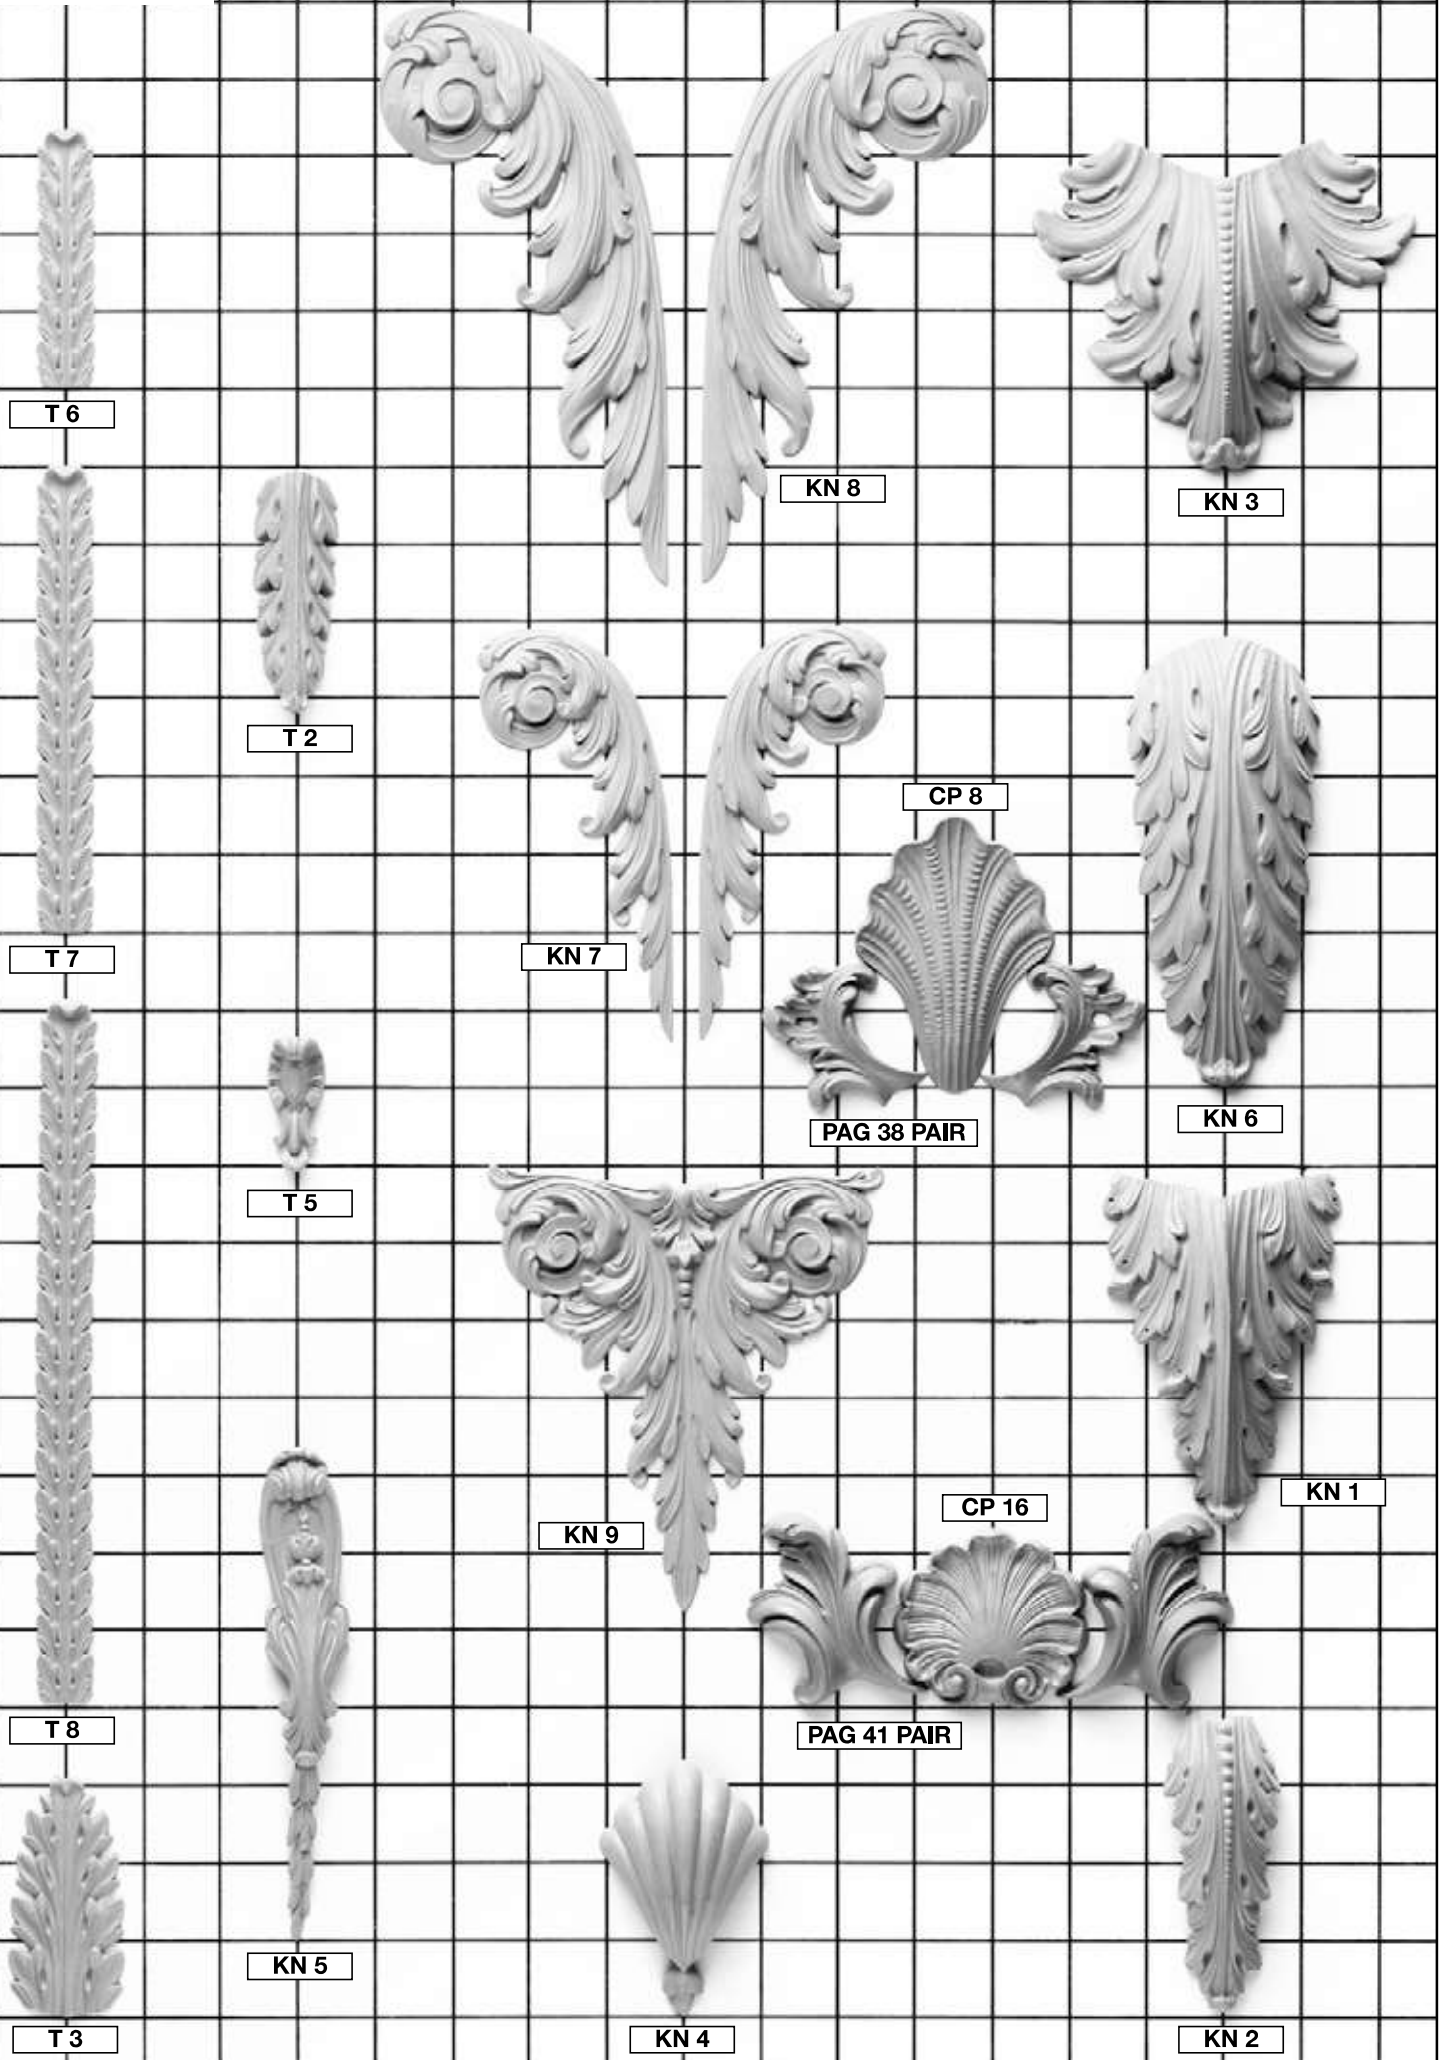 T 6
KN 8
KN 3
T 7
T 2
KN 7
CP 8
PAG 38 PAIR
KN 6
T 5
KN 9
CP 16
KN 1
T 8
PAG 41 PAIR
KN 5
T 3
KN 4
KN 2